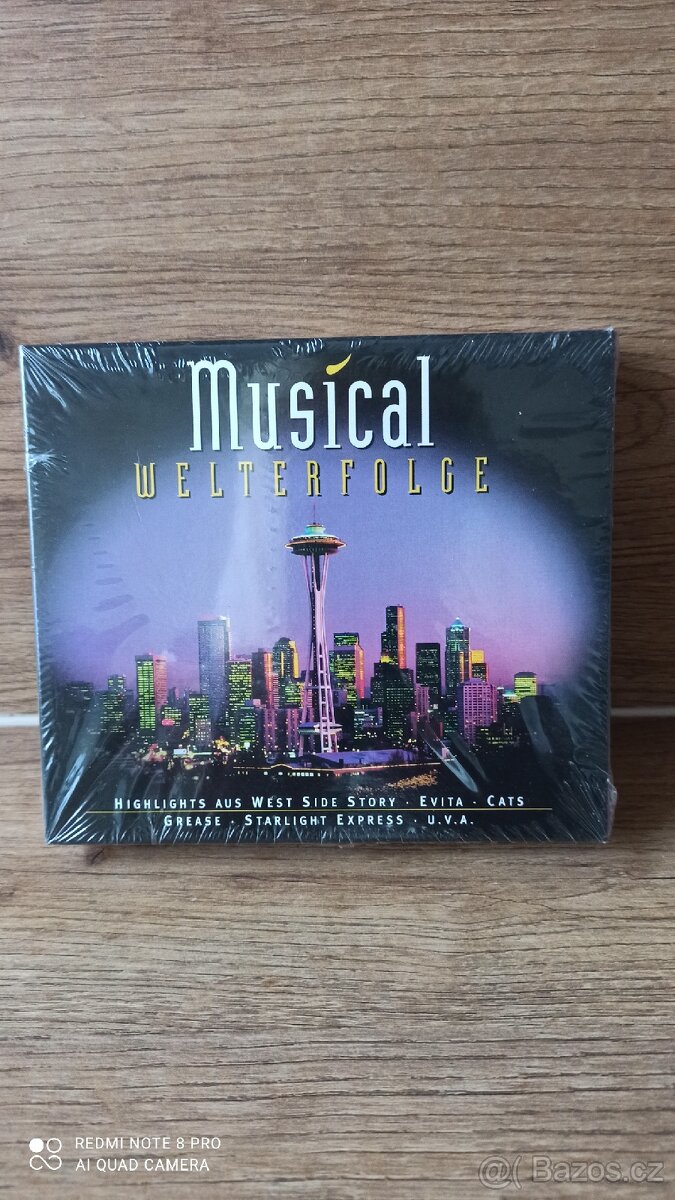 Musical
WELTERFOLGE
HIGHLIGHTS AUS WEST SIDE STORY · EVITA · CATS
GREASE · STARLIGHT EXPRESS · U.V.A.
REDMI NOTE 8 PRO
AI QUAD CAMERA
@( Bazos.cz